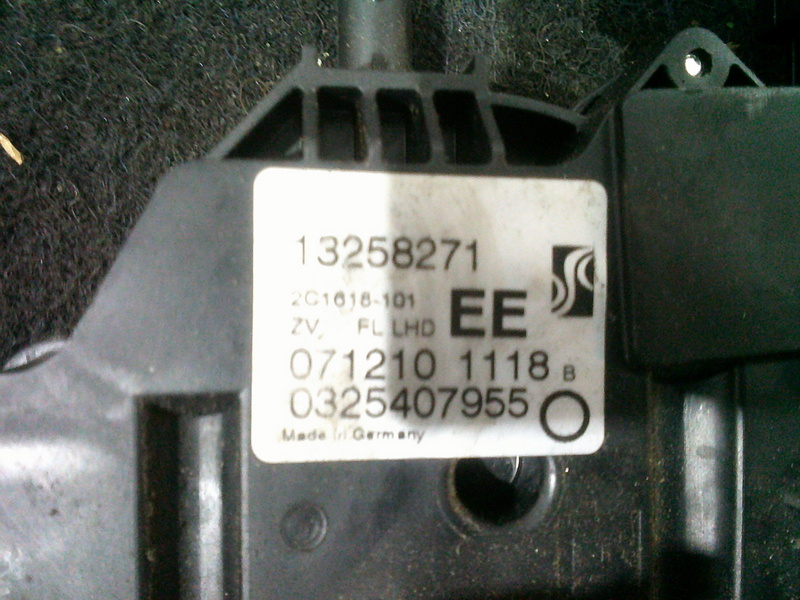 13258271
2C1618-101
ZV, FL LHD EE
071210 1118 B
0325407955
Made in Germany